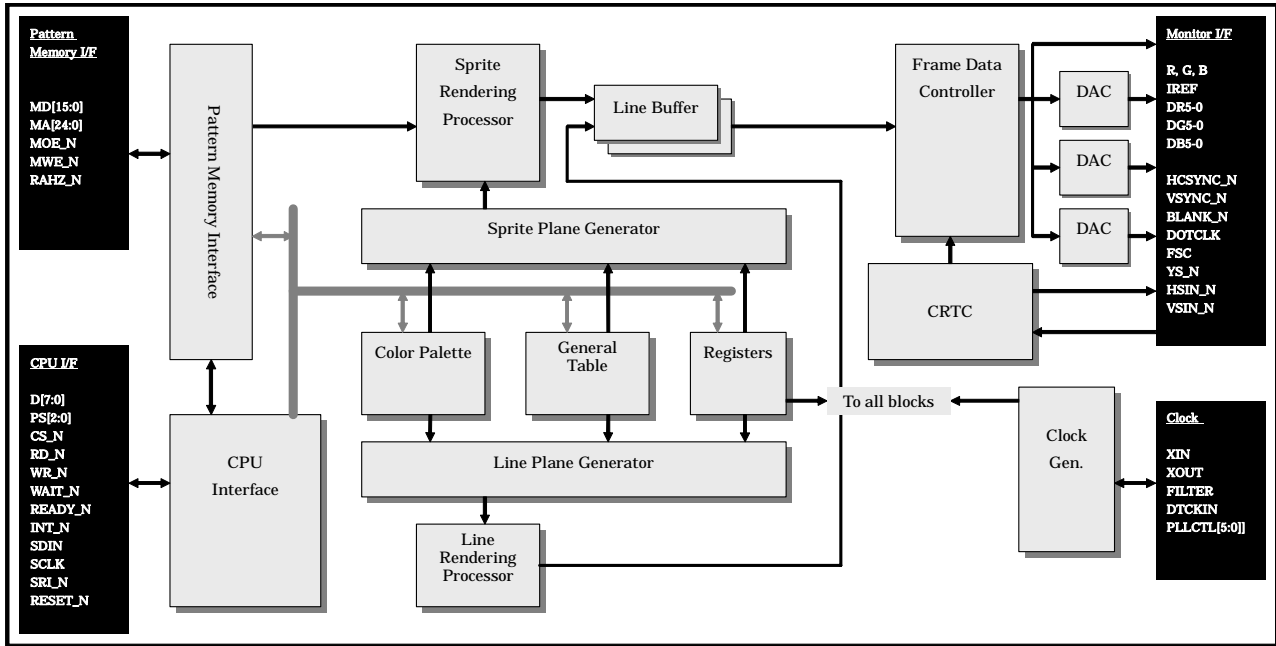 Pattern
Memory I/F
MD[15:0]
MA[24:0]
MOE_N
MWE_N
RAHZ_N
Pattern Memory Interface
Sprite
Rendering
Processor
Line Buffer
Frame Data
Controller
DAC
DAC
DAC
Monitor I/F
R, G, B
IREF
DR5-0
DG5-0
DB5-0
HCSYNC_N
VSYNC_N
BLANK_N
DOTCLK
FSC
YS_N
HSIN_N
VSIN_N
Sprite Plane Generator
CRTC
Color Palette
General
Table
Registers
To all blocks
CPU I/F
D[7:0]
PS[2:0]
CS_N
RD_N
WR_N
WAIT_N
READY_N
INT_N
SDIN
SCLK
SRI_N
RESET_N
CPU
Interface
Line Plane Generator
Line
Rendering
Processor
Clock
Gen.
Clock
XIN
XOUT
FILTER
DTCKIN
PLLCTL[5:0]]